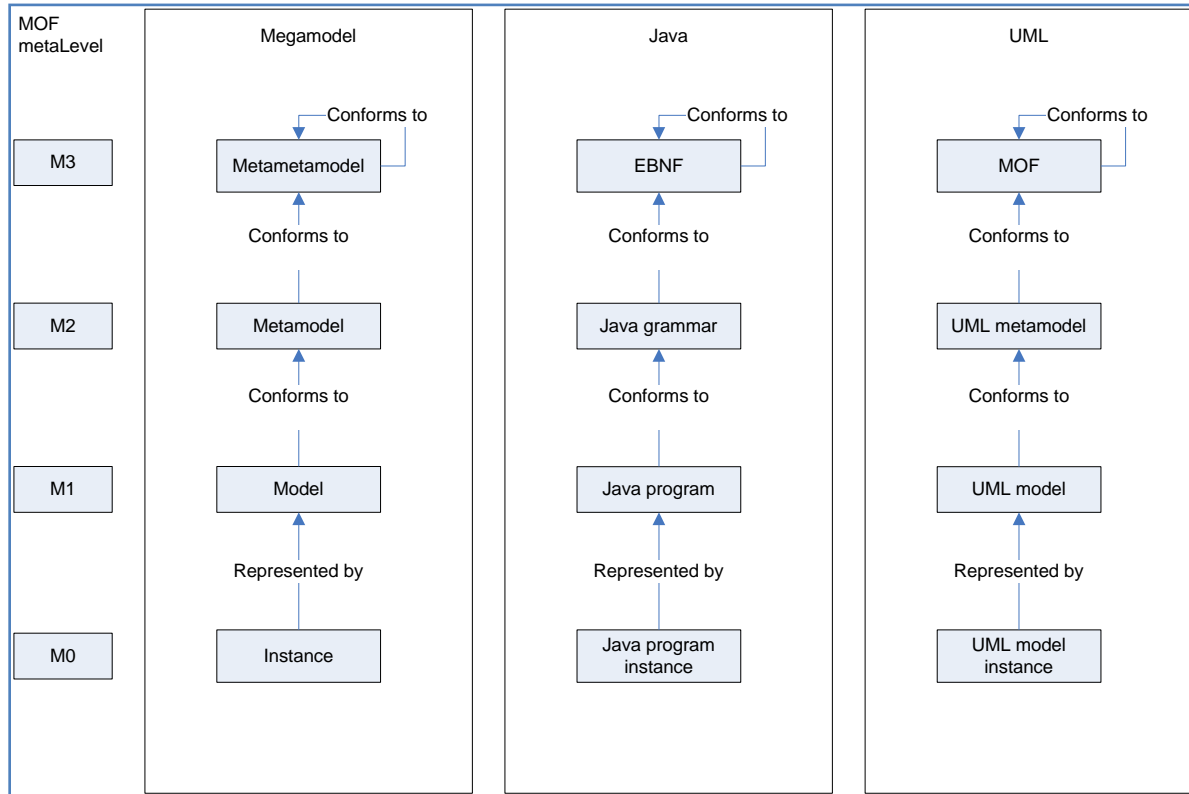 MOF
metaLevel
Megamodel
Java
UML
Conforms to
Conforms to
Conforms to
M3
Metametamodel
EBNF
MOF
Conforms to
Conforms to
Conforms to
M2
Metamodel
Java grammar
UML metamodel
Conforms to
Conforms to
Conforms to
M1
Model
Java program
UML model
Represented by
Represented by
Represented by
M0
Instance
Java program
instance
UML model
instance